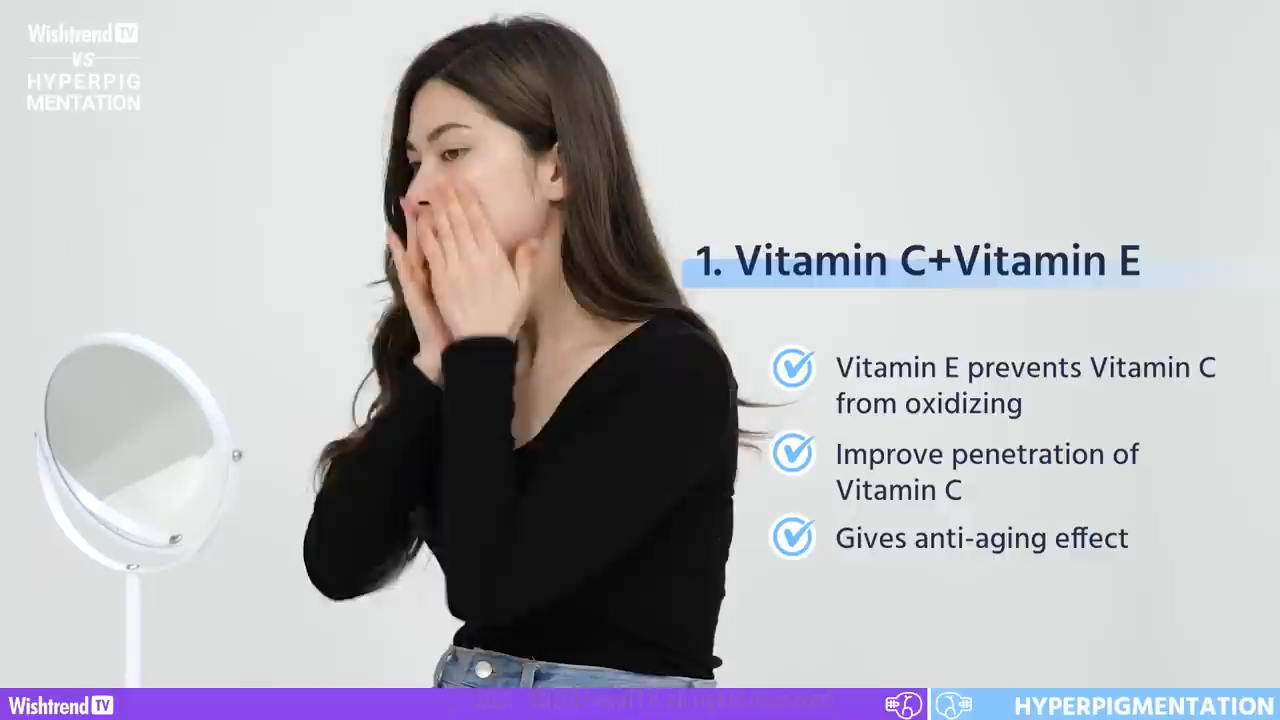 Wishtrend TV
VS
HYPERPIG
MENTATION
1. Vitamin C+Vitamin E
Vitamin E prevents Vitamin C
from oxidizing
Improve penetration of
Vitamin C
Gives anti-aging effect
Wishtrend TV
HYPERPIGMENTATION